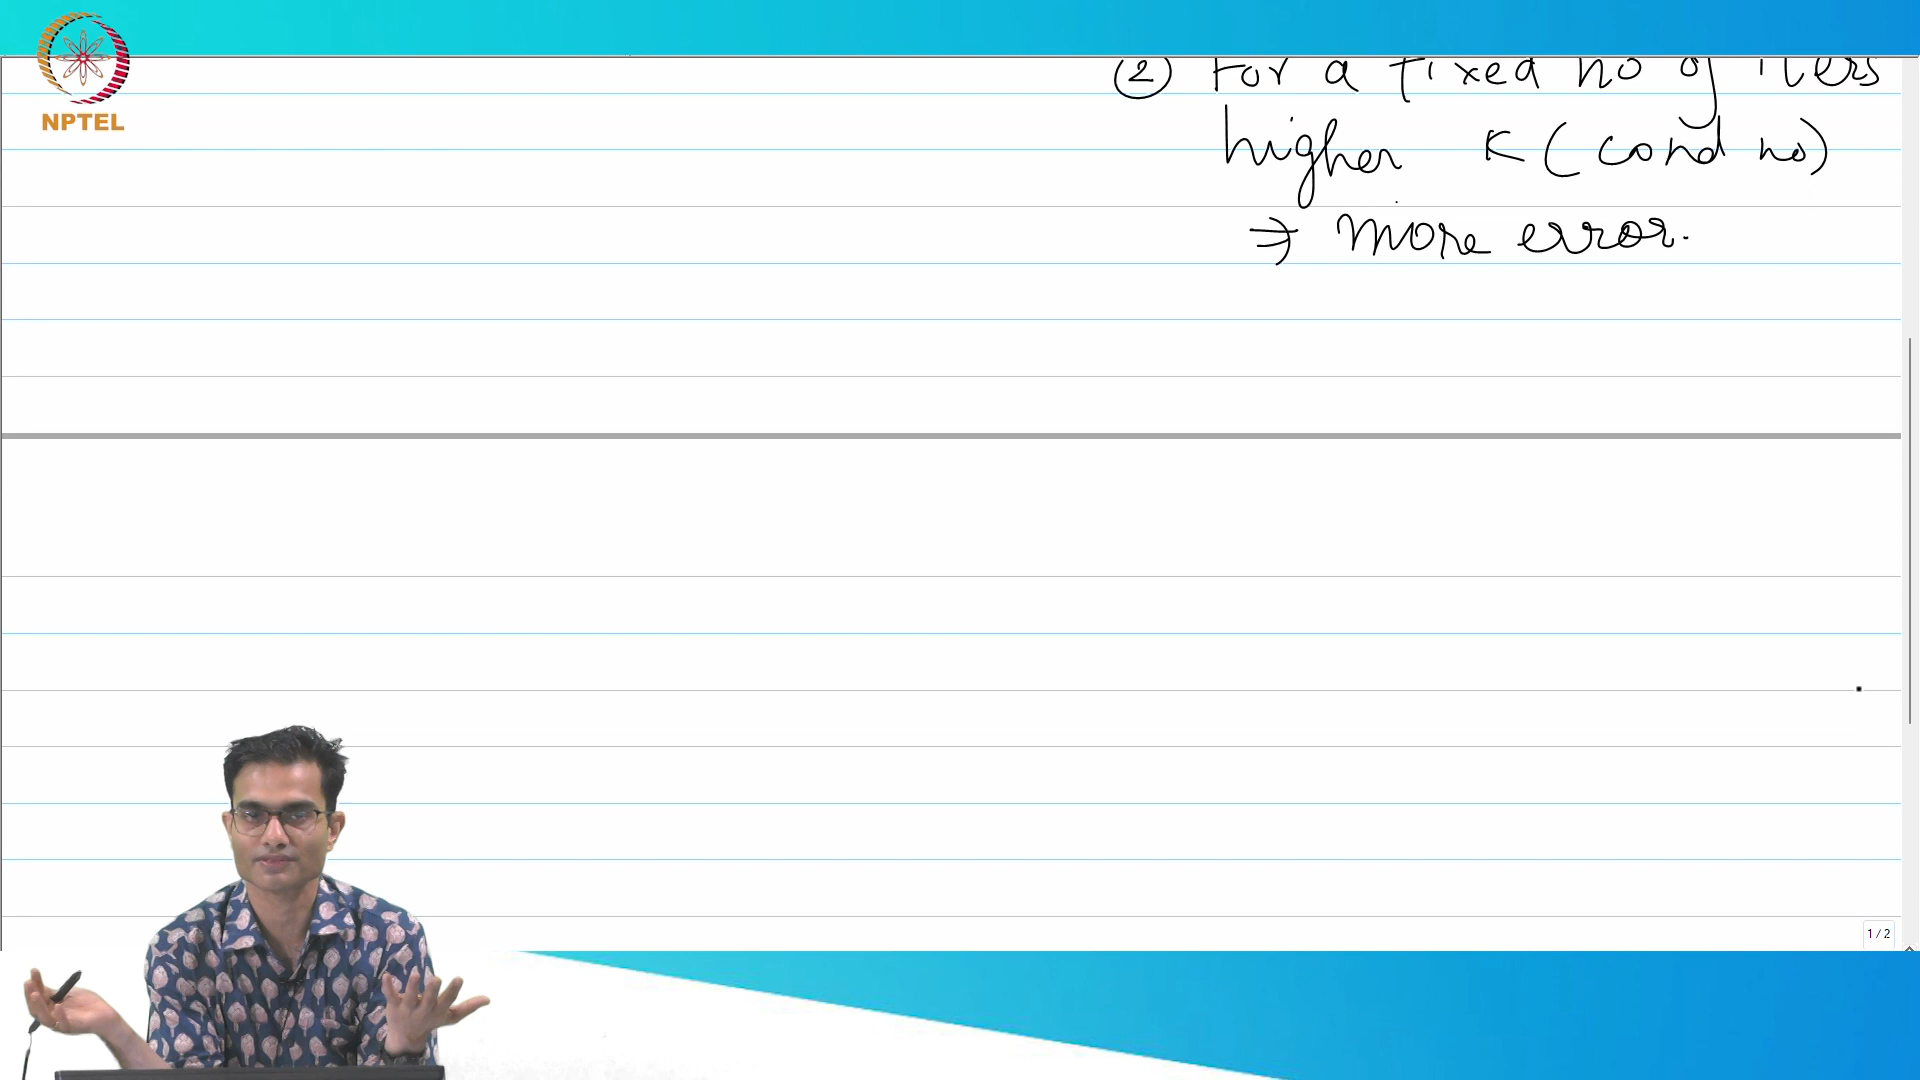 NPTEL
② For a fixed no of iters
higher K (cond no)
⇒ more error.
1 / 2